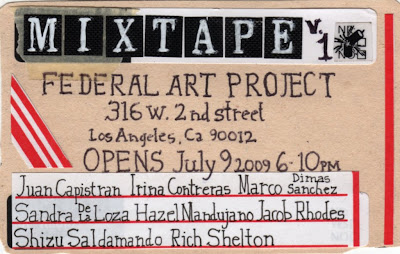 MIXTAPE v.1
FEDERAL ART PROJECT
316 W. 2nd street
Los Angeles, Ca 90012
OPENS July 9 2009 6-10PM
Juan Capistran Irina Contreras Marco Dimas Sanchez
Sandra De La Loza Hazel Mandujano Jacob Rhodes
Shizu Saldamando Rich Shelton